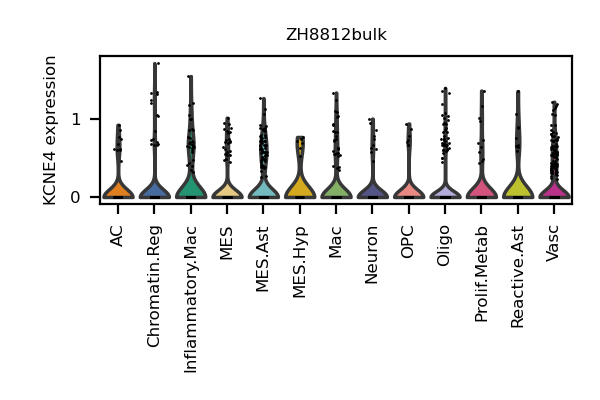 ZH8812bulk
KCNE4 expression
1
0
AC
Chromatin.Reg
Inflammatory.Mac
MES
MES.Ast
MES.Hyp
Mac
Neuron
OPC
Oligo
Prolif.Metab
Reactive.Ast
Vasc